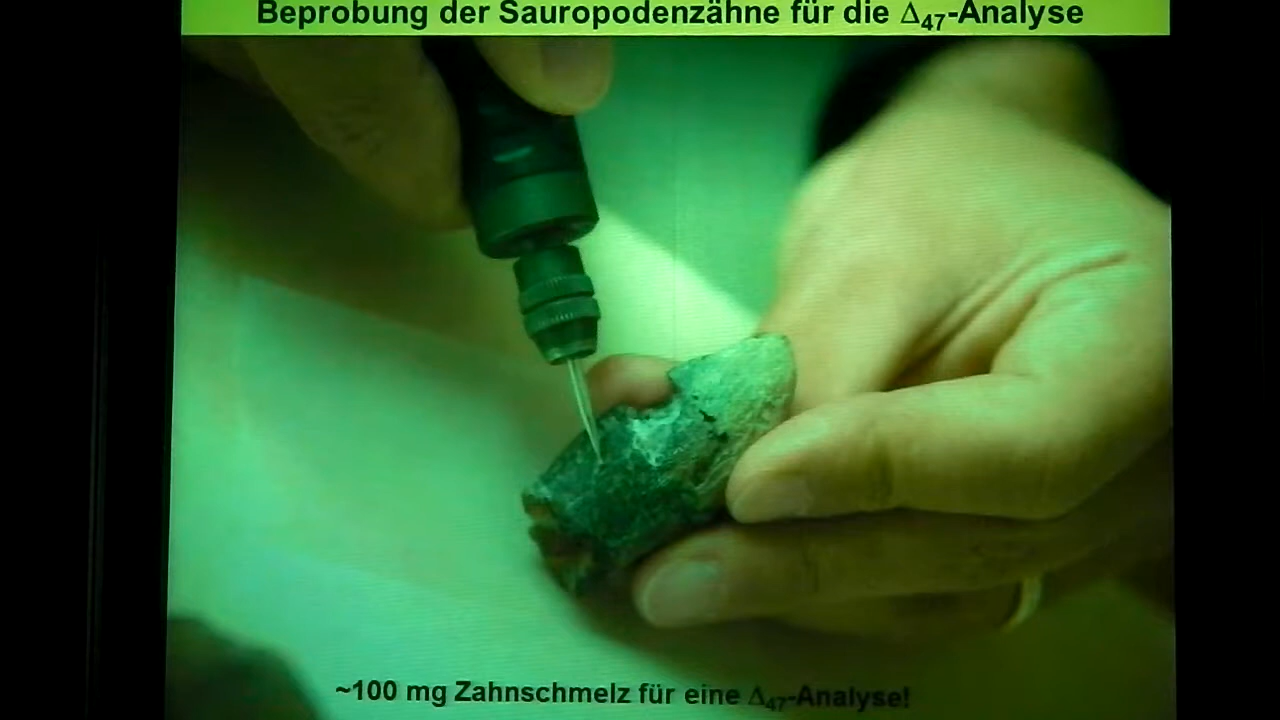 Beprobung der Sauropodenzähne für die Δ₄₇-Analyse
~100 mg Zahnschmelz für eine Δ₄₇-Analyse!